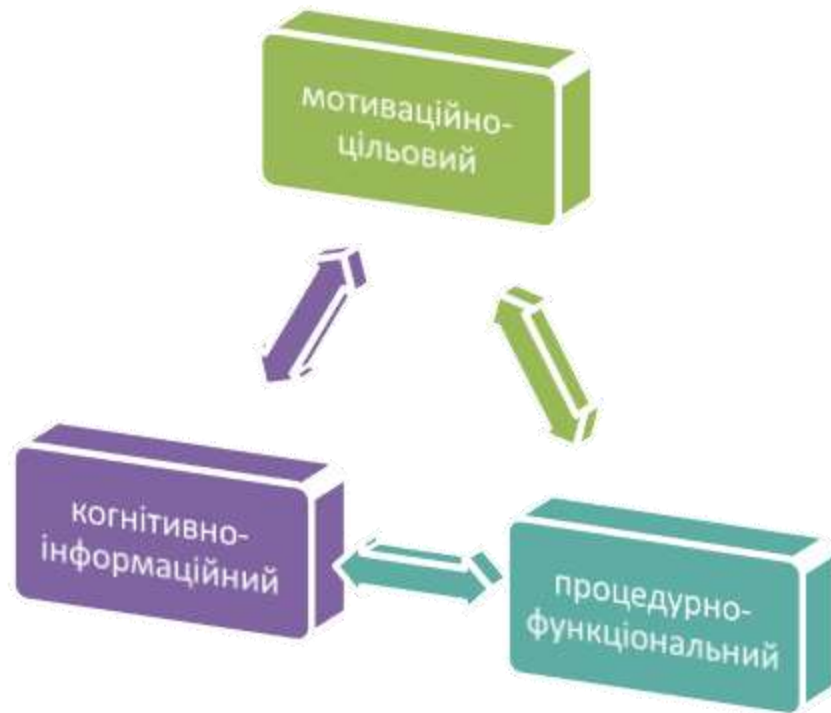 мотиваційно-
цільовий
когнітивно-
інформаційний
процедурно-
функціональний